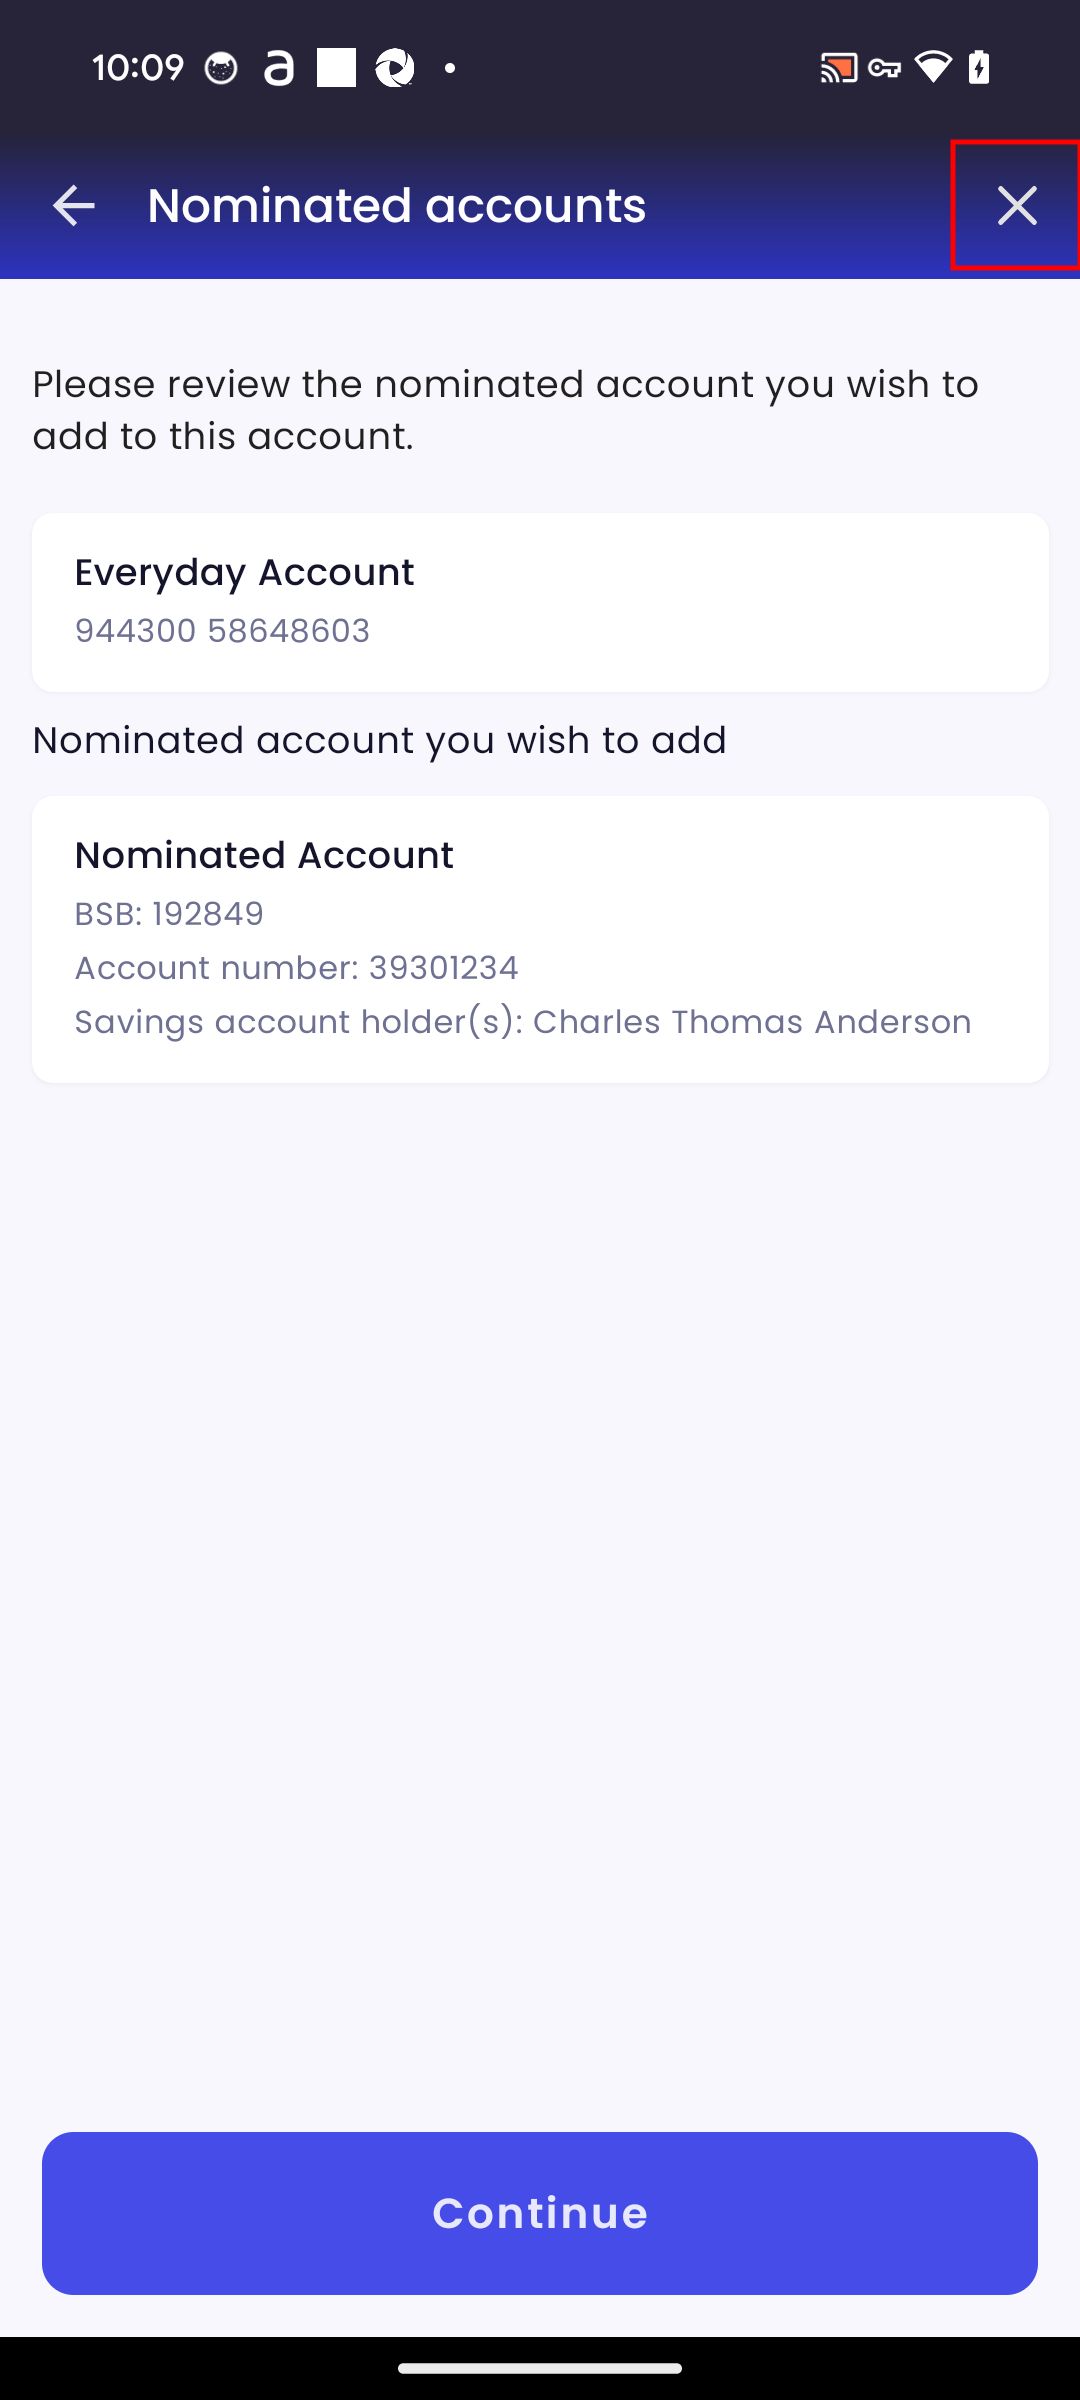 10:09
Nominated accounts
Please review the nominated account you wish to
add to this account.
Everyday Account
944300 58648603
Nominated account you wish to add
Nominated Account
BSB: 192849
Account number: 39301234
Savings account holder(s): Charles Thomas Anderson
Continue